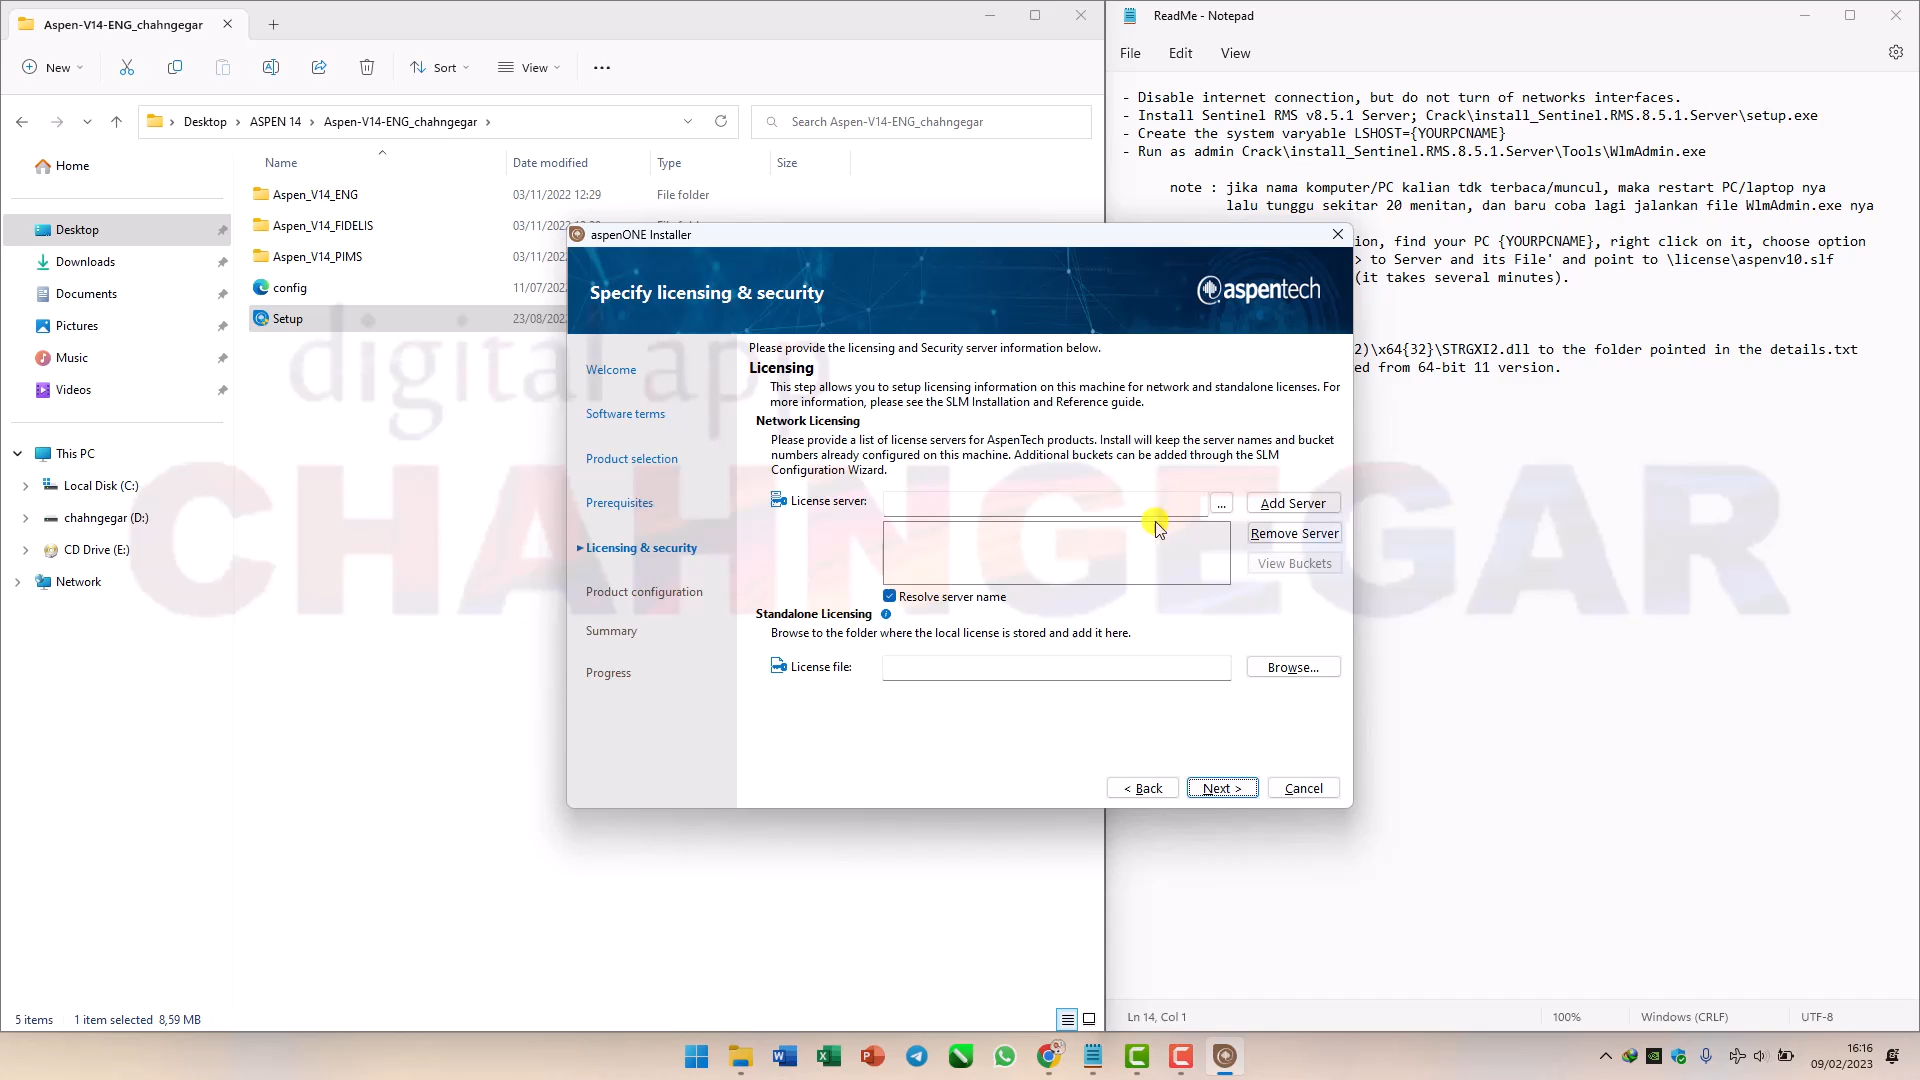 Aspen-V14-ENG_chahngegar
New
Sort
View
Desktop
ASPEN 14
Aspen-V14-ENG_chahngegar
Search Aspen-V14-ENG_chahngegar
Home
Desktop
Downloads
Documents
Pictures
Music
Videos
This PC
Local Disk (C:)
chahngegar (D:)
CD Drive (E:)
Network
Name
Date modified
Type
Size
Aspen_V14_ENG
03/11/2022 12:29
File folder
Aspen_V14_FIDELIS
Aspen_V14_PIMS
config
Setup
5 items
1 item selected 8,59 MB
ReadMe - Notepad
File
Edit
View
- Disable internet connection, but do not turn of networks interfaces.
- Install Sentinel RMS v8.5.1 Server; Crack\install_Sentinel.RMS.8.5.1.Server\setup.exe
- Create the system varyable LSHOST={YOURPCNAME}
- Run as admin Crack\install_Sentinel.RMS.8.5.1.Server\Tools\WlmAdmin.exe
note : jika nama komputer/PC kalian tdk terbaca/muncul, maka restart PC/laptop nya
lalu tunggu sekitar 20 menitan, dan baru coba lagi jalankan file WlmAdmin.exe nya
ion, find your PC {YOURPCNAME}, right click on it, choose option
> to Server and its File' and point to \license\aspenv10.slf
(it takes several minutes).
2)\x64{32}\STRGXI2.dll to the folder pointed in the details.txt
ed from 64-bit 11 version.
Ln 14, Col 1
100%
Windows (CRLF)
UTF-8
aspenONE Installer
Specify licensing & security
aspentech
Welcome
Software terms
Product selection
Prerequisites
Licensing & security
Product configuration
Summary
Progress
Please provide the licensing and Security server information below.
Licensing
This step allows you to setup licensing information on this machine for network and standalone licenses. For
more information, please see the SLM Installation and Reference guide.
Network Licensing
Please provide a list of license servers for AspenTech products. Install will keep the server names and bucket
numbers already configured on this machine. Additional buckets can be added through the SLM
Configuration Wizard.
License server:
...
Add Server
Remove Server
View Buckets
Resolve server name
Standalone Licensing
Browse to the folder where the local license is stored and add it here.
License file:
Browse...
< Back
Next >
Cancel
digital app
CHAHNGEGAR
16:16
09/02/2023